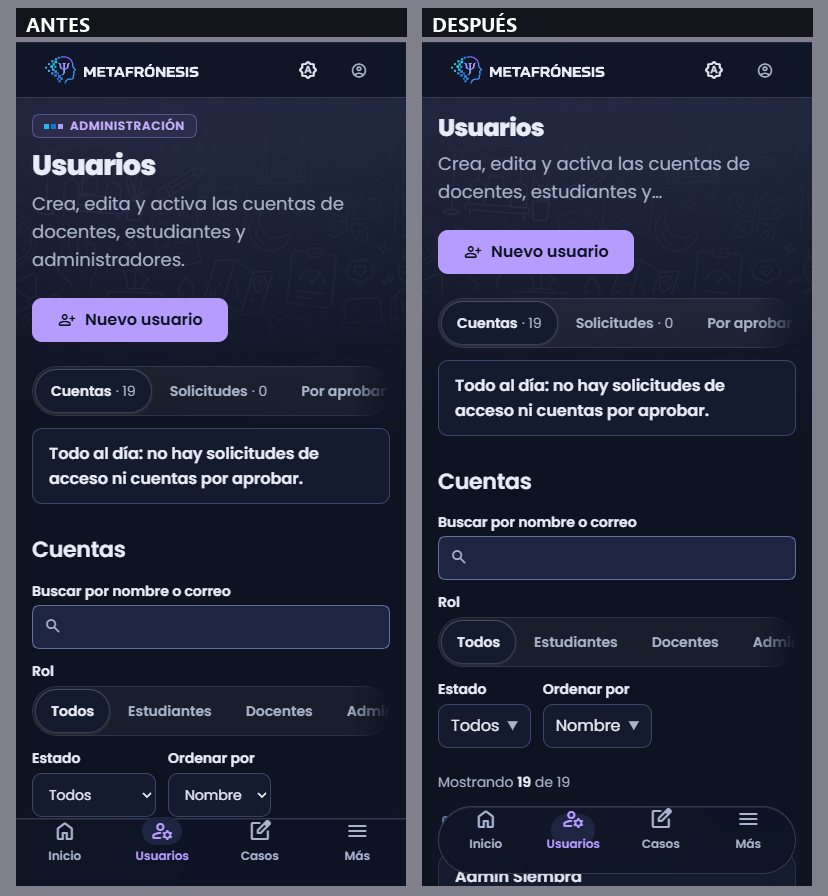 ANTES
METAFRÓNESIS
ADMINISTRACIÓN
Usuarios
Crea, edita y activa las cuentas de
docentes, estudiantes y
administradores.
Nuevo usuario
Cuentas · 19 Solicitudes · 0 Por aprobar
Todo al día: no hay solicitudes de
acceso ni cuentas por aprobar.
Cuentas
Buscar por nombre o correo
Rol
Todos Estudiantes Docentes Admi
Estado Ordenar por
Todos Nombre
Inicio Usuarios Casos Más
DESPUÉS
METAFRÓNESIS
Usuarios
Crea, edita y activa las cuentas de
docentes, estudiantes y...
Nuevo usuario
Cuentas · 19 Solicitudes · 0 Por aprobar
Todo al día: no hay solicitudes de
acceso ni cuentas por aprobar.
Cuentas
Buscar por nombre o correo
Rol
Todos Estudiantes Docentes Admi
Estado Ordenar por
Todos ▼ Nombre ▼
Mostrando 19 de 19
Inicio Usuarios Casos Más
Admin Siembra